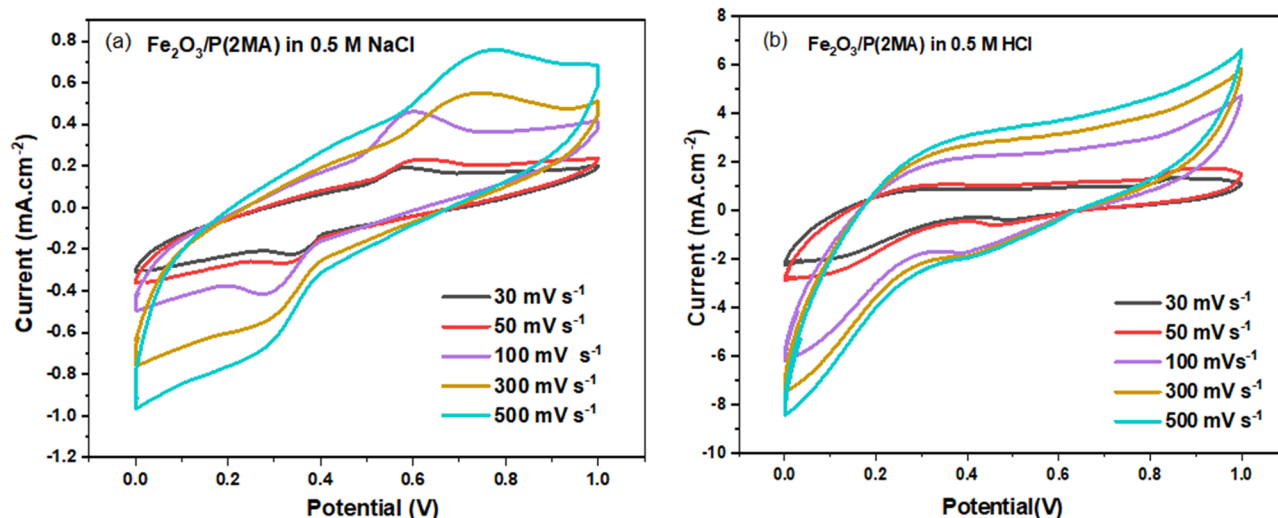 (a) Fe₂O₃/P(2MA) in 0.5 M NaCl
Current (mA.cm⁻²)
0.8
0.6
0.4
0.2
0.0
-0.2
-0.4
-0.6
-0.8
-1.0
-1.2
30 mV s⁻¹
50 mV s⁻¹
100 mV s⁻¹
300 mV s⁻¹
500 mV s⁻¹
0.0 0.2 0.4 0.6 0.8 1.0
Potential (V)
(b) Fe₂O₃/P(2MA) in 0.5 M HCl
Current (mA.cm⁻²)
8
6
4
2
0
-2
-4
-6
-8
-10
30 mV s⁻¹
50 mV s⁻¹
100 mVs⁻¹
300 mV s⁻¹
500 mV s⁻¹
0.0 0.2 0.4 0.6 0.8 1.0
Potential(V)